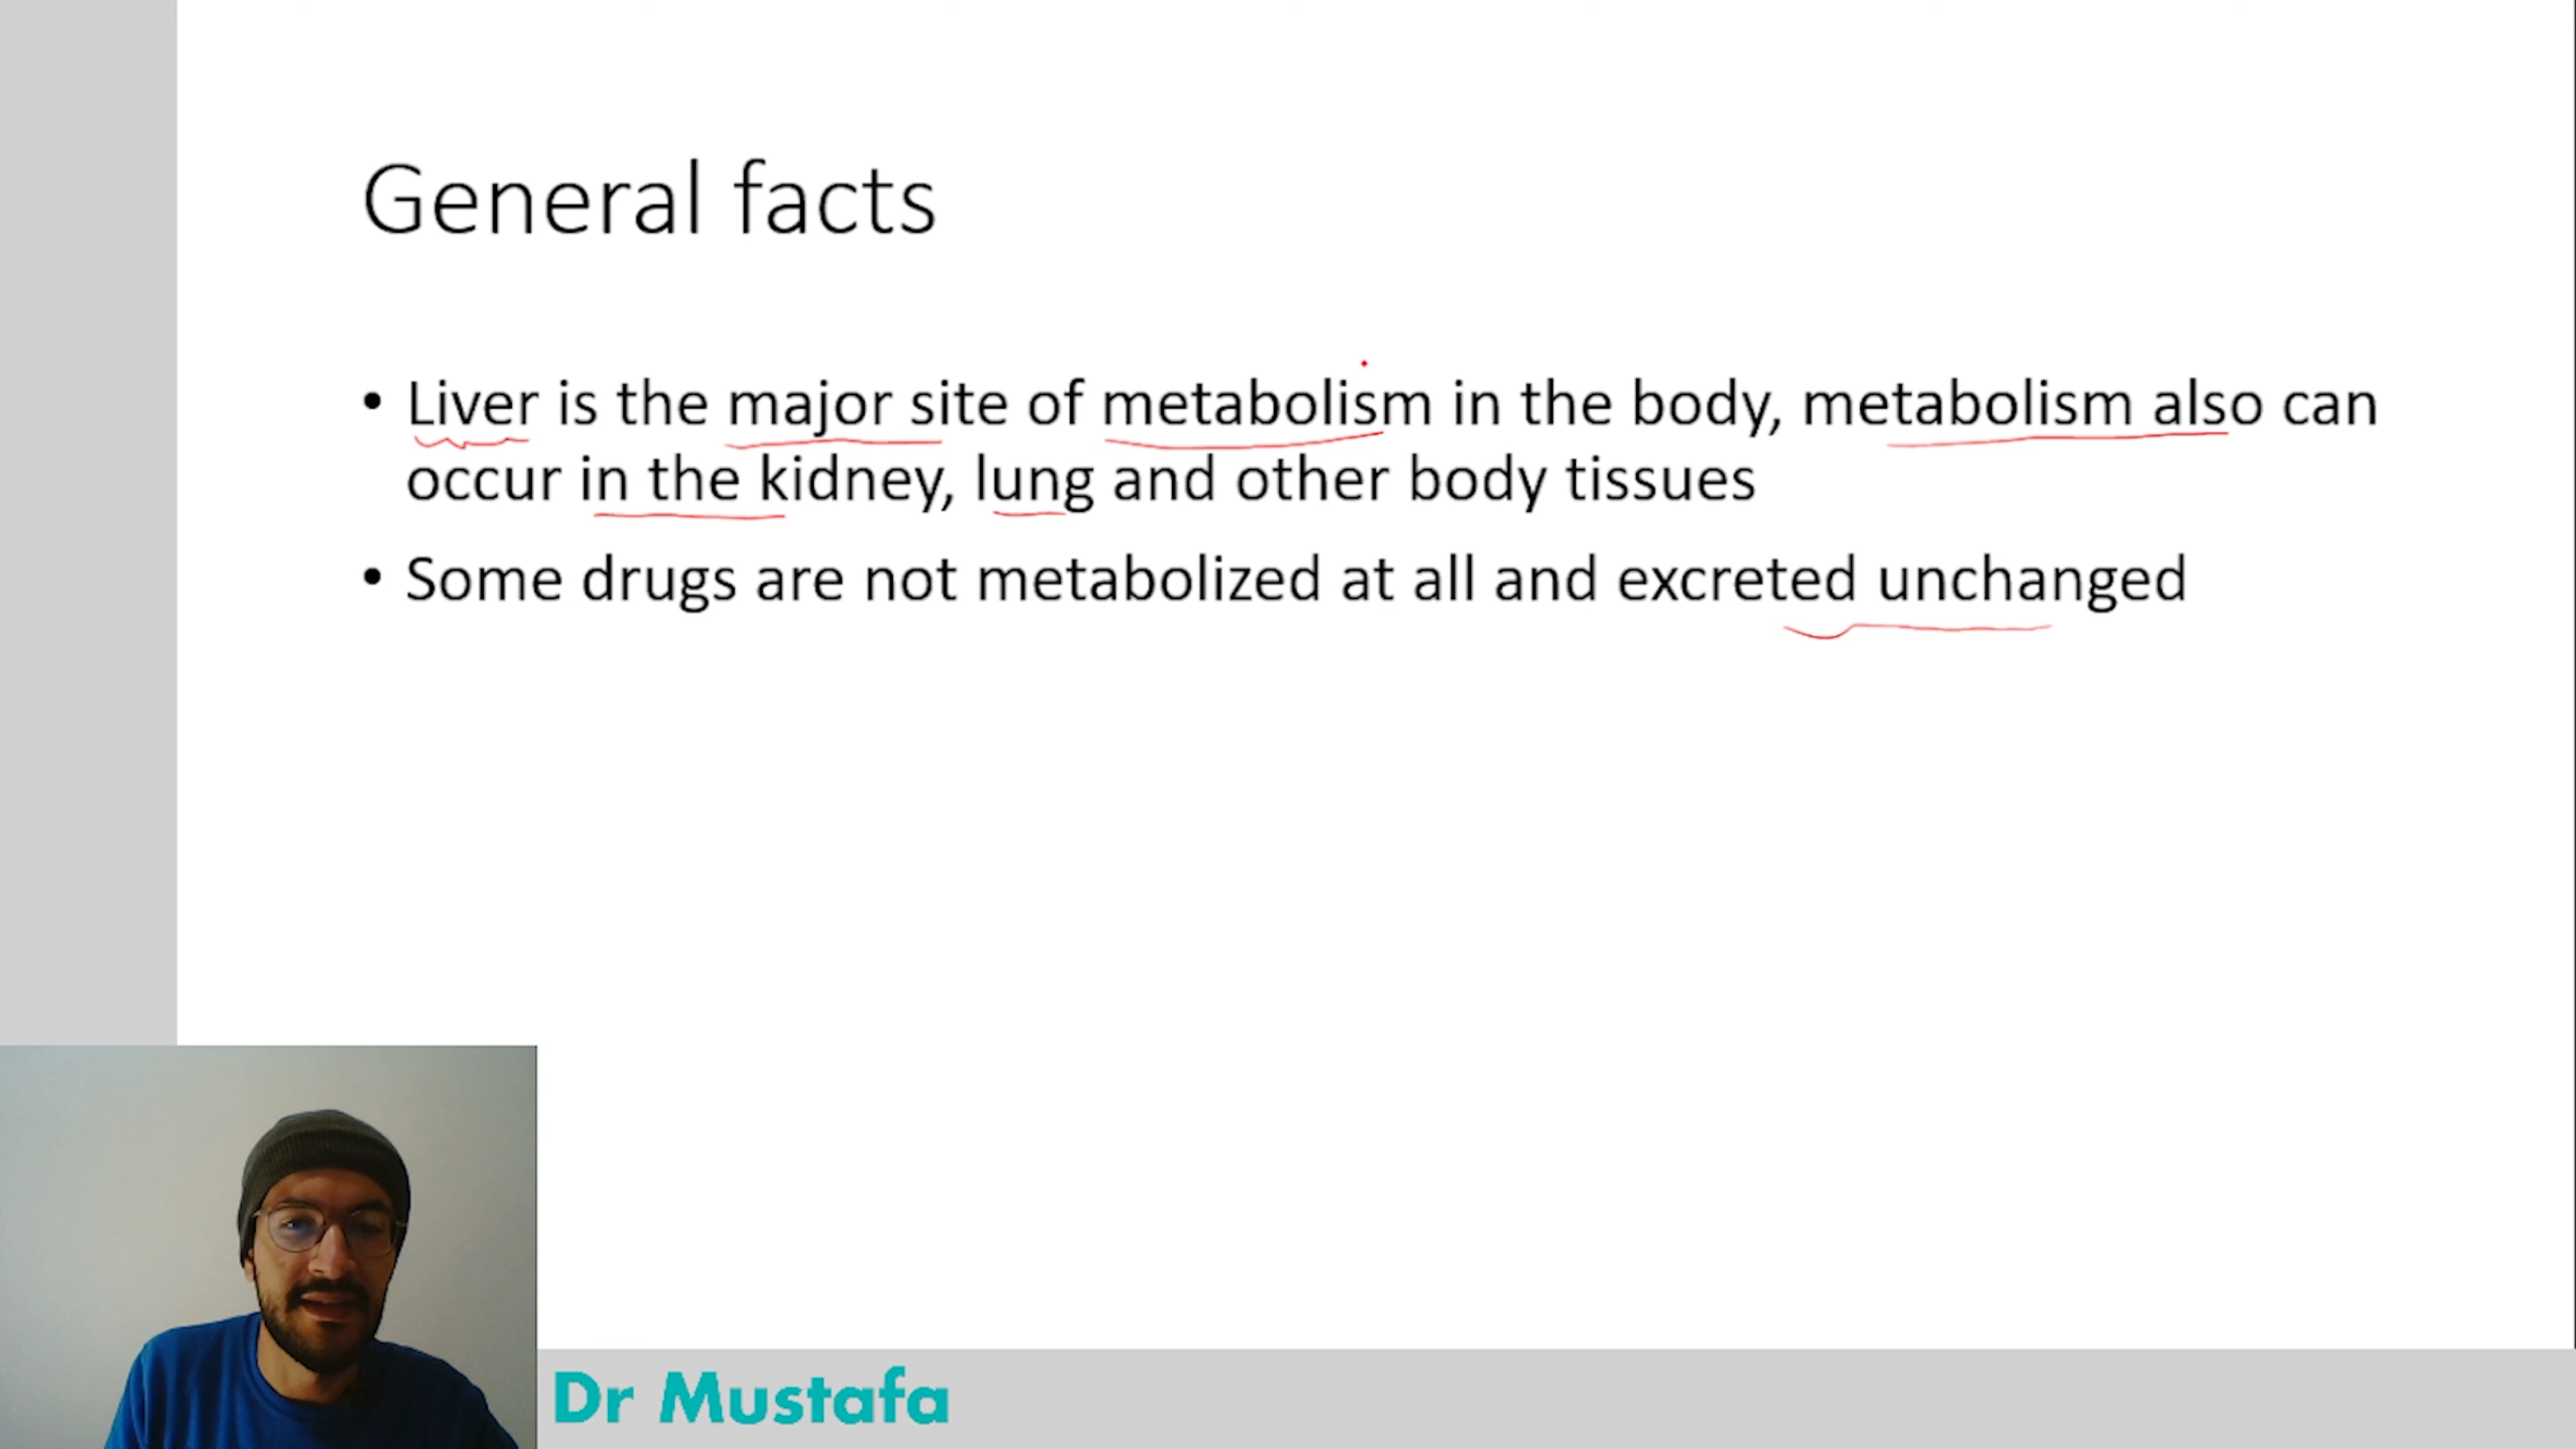 General facts
• Liver is the major site of metabolism in the body, metabolism also can
occur in the kidney, lung and other body tissues
• Some drugs are not metabolized at all and excreted unchanged
Dr Mustafa